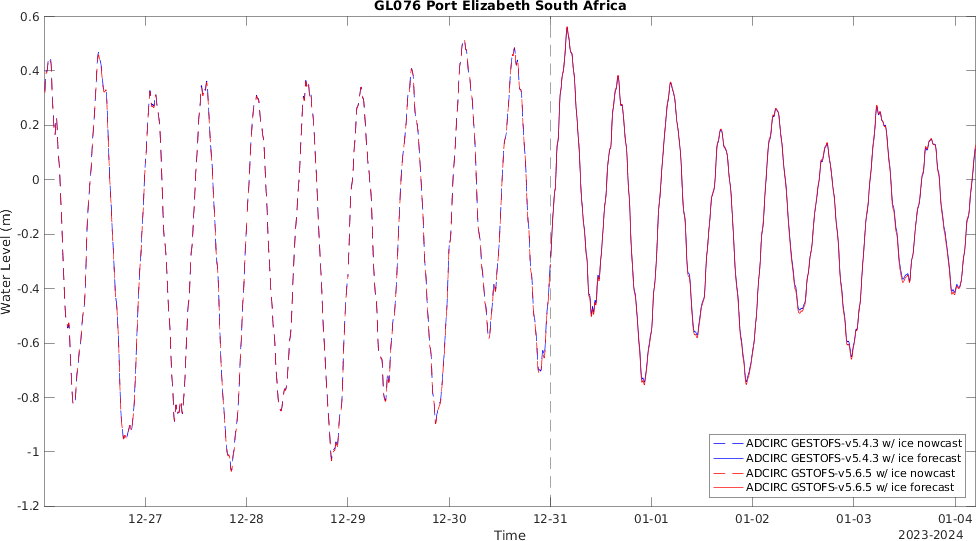 GL076 Port Elizabeth South Africa
0.6
0.4
0.2
0
-0.2
-0.4
-0.6
-0.8
-1
-1.2
Water Level (m)
ADCIRC GESTOFS-v5.4.3 w/ ice nowcast
ADCIRC GESTOFS-v5.4.3 w/ ice forecast
ADCIRC GSTOFS-v5.6.5 w/ ice nowcast
ADCIRC GSTOFS-v5.6.5 w/ ice forecast
12-27 12-28 12-29 12-30 12-31 01-01 01-02 01-03 01-04
Time
2023-2024